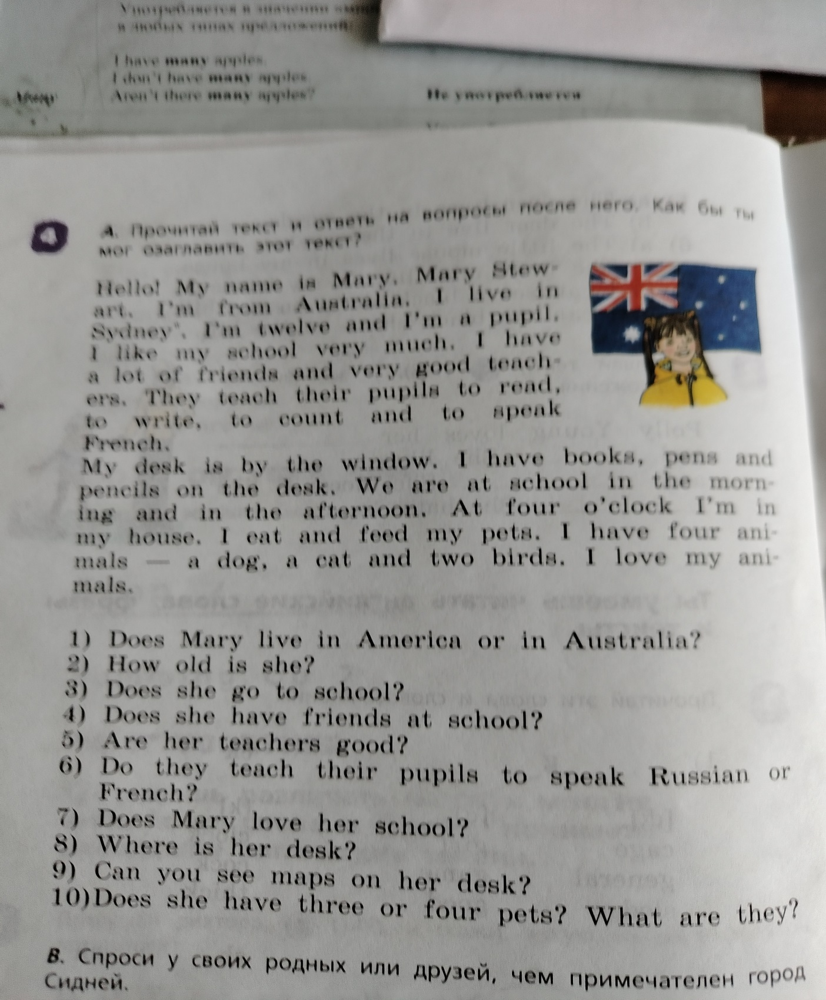 Употребляется в значении
в любых типах предложений
I have many apples.
I don't have many apples.
Aren't there many apples?
Не употребляется
4
A. Прочитай текст и ответь на вопросы после него. Как бы ты
мог озаглавить этот текст?
Hello! My name is Mary. Mary Stew-
art. I'm from Australia. I live in
Sydney*. I'm twelve and I'm a pupil.
I like my school very much. I have
a lot of friends and very good teach-
ers. They teach their pupils to read,
to write, to count and to speak
French.
My desk is by the window. I have books, pens and
pencils on the desk. We are at school in the morn-
ing and in the afternoon. At four o'clock I'm in
my house. I eat and feed my pets. I have four ani-
mals — a dog, a cat and two birds. I love my ani-
mals.
1) Does Mary live in America or in Australia?
2) How old is she?
3) Does she go to school?
4) Does she have friends at school?
5) Are her teachers good?
6) Do they teach their pupils to speak Russian or
French?
7) Does Mary love her school?
8) Where is her desk?
9) Can you see maps on her desk?
10) Does she have three or four pets? What are they?
B. Спроси у своих родных или друзей, чем примечателен город
Сидней.